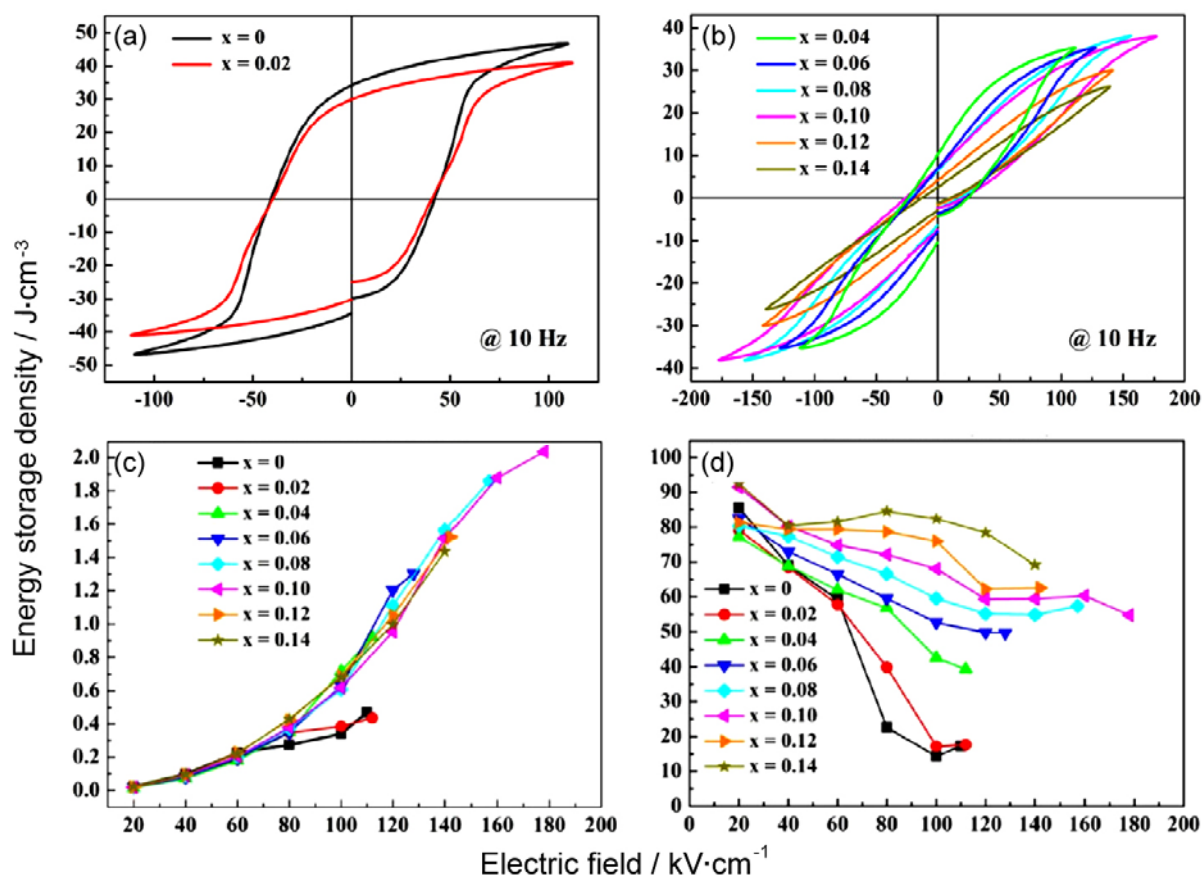 (a)
x = 0
x = 0.02
@ 10 Hz
50
40
30
20
10
0
-10
-20
-30
-40
-50
-100 -50 0 50 100
(b)
x = 0.04
x = 0.06
x = 0.08
x = 0.10
x = 0.12
x = 0.14
@ 10 Hz
40
30
20
10
0
-10
-20
-30
-40
-200 -150 -100 -50 0 50 100 150 200
Energy storage density / J·cm⁻³
(c)
x = 0
x = 0.02
x = 0.04
x = 0.06
x = 0.08
x = 0.10
x = 0.12
x = 0.14
2.0
1.8
1.6
1.4
1.2
1.0
0.8
0.6
0.4
0.2
0.0
20 40 60 80 100 120 140 160 180 200
(d)
x = 0
x = 0.02
x = 0.04
x = 0.06
x = 0.08
x = 0.10
x = 0.12
x = 0.14
100
90
80
70
60
50
40
30
20
10
0
0 20 40 60 80 100 120 140 160 180 200
Electric field / kV·cm⁻¹